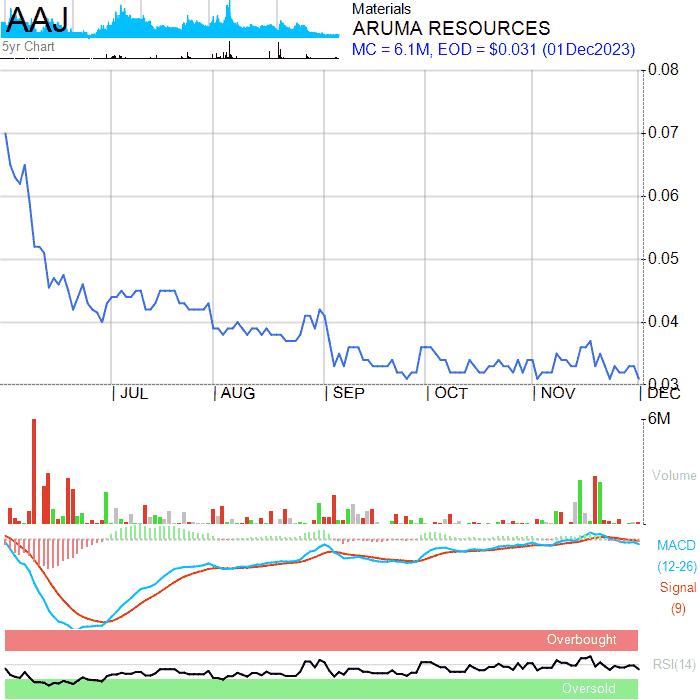 AAJ
5yr Chart
Materials
ARUMA RESOURCES
MC = 6.1M, EOD = $0.031 (01Dec2023)
0.08
0.07
0.06
0.05
0.04
0.03
JUL AUG SEP OCT NOV DEC
6M
Volume
MACD
(12-26)
Signal
(9)
Overbought
RSI(14)
Oversold